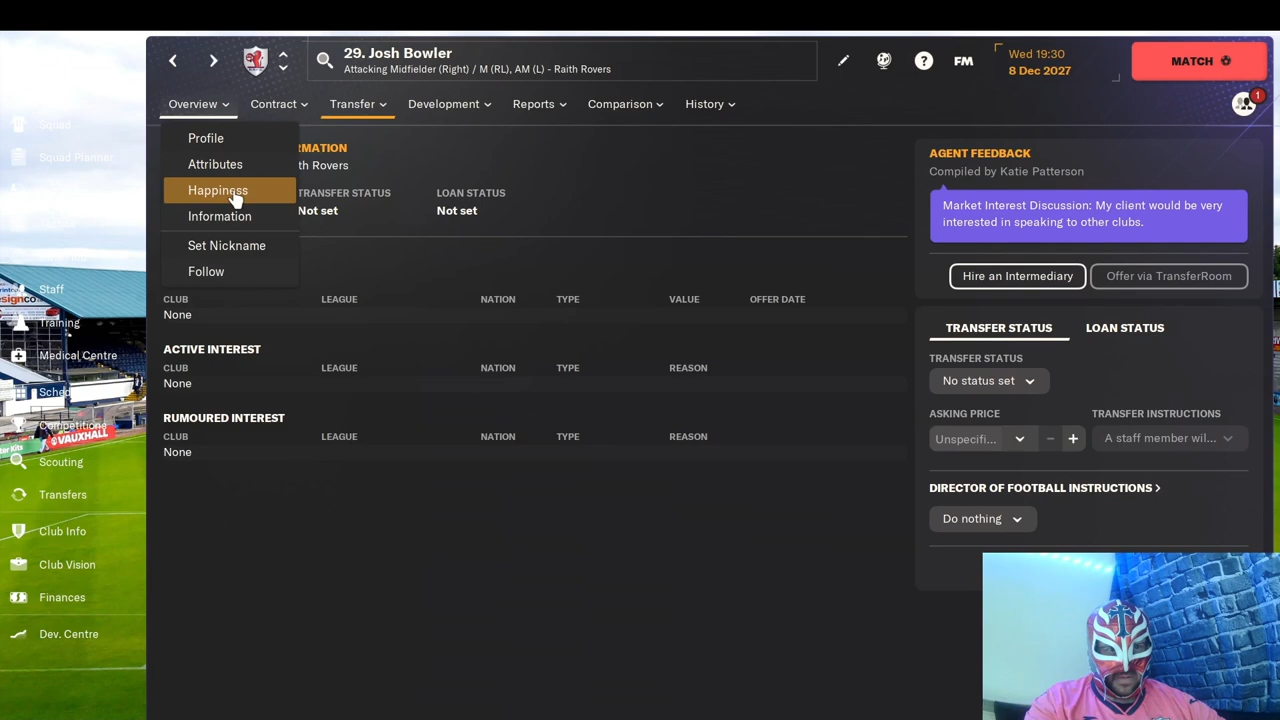 29. Josh Bowler
Attacking Midfielder (Right) / M (RL), AM (L) - Raith Rovers
FM
Wed 19:30
8 Dec 2027
MATCH
Overview
Contract
Transfer
Development
Reports
Comparison
History
1
Profile
Attributes
Happiness
Information
Set Nickname
Follow
RMATION
th Rovers
TRANSFER STATUS
LOAN STATUS
Not set
Not set
CLUB
LEAGUE
NATION
TYPE
VALUE
OFFER DATE
None
ACTIVE INTEREST
CLUB
LEAGUE
NATION
TYPE
REASON
None
RUMOURED INTEREST
CLUB
LEAGUE
NATION
TYPE
REASON
None
AGENT FEEDBACK
Compiled by Katie Patterson
Market Interest Discussion: My client would be very
interested in speaking to other clubs.
Hire an Intermediary
Offer via TransferRoom
TRANSFER STATUS
LOAN STATUS
TRANSFER STATUS
No status set
ASKING PRICE
TRANSFER INSTRUCTIONS
Unspecifi...
A staff member wil...
DIRECTOR OF FOOTBALL INSTRUCTIONS >
Do nothing
Squad
Squad Planner
Staff
Training
Medical Centre
Sched
Competitions
VAUXHALL
Scouting
Transfers
Club Info
Club Vision
Finances
Dev. Centre